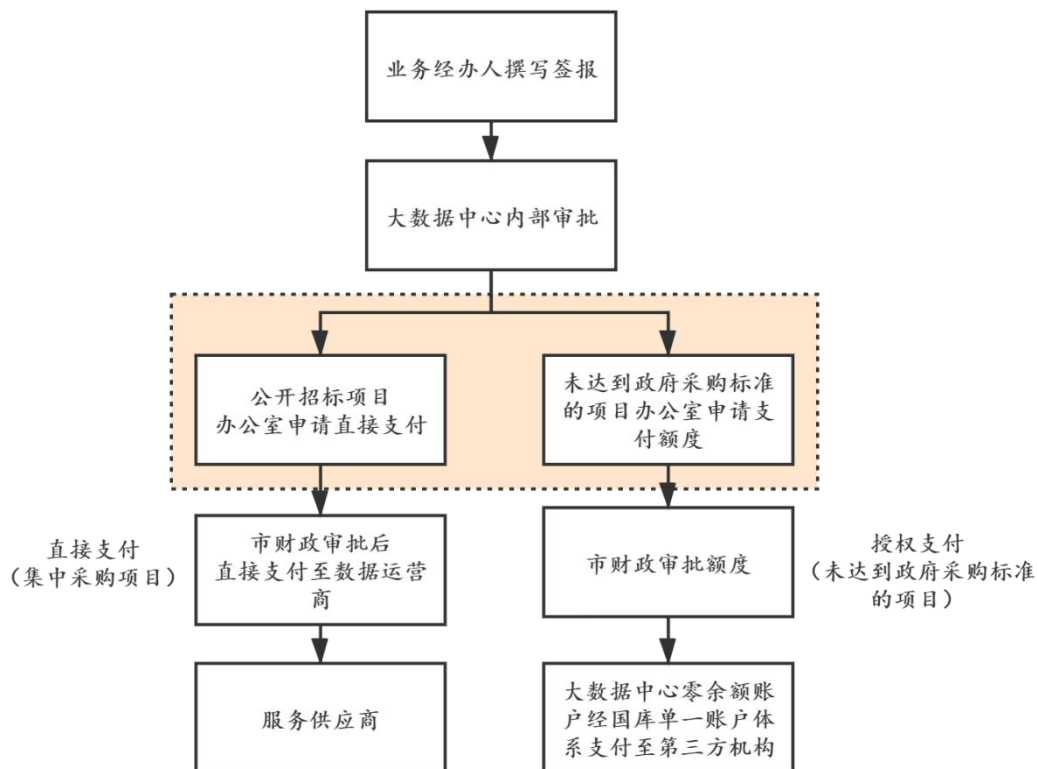 业务经办人撰写签报
大数据中心内部审批
公开招标项目
办公室申请直接支付
未达到政府采购标准
的项目办公室申请支
付额度
直接支付
（集中采购项目）
市财政审批后
直接支付至数据运营
商
市财政审批额度
授权支付
（未达到政府采购标准
的项目）
服务供应商
大数据中心零余额账
户经国库单一账户体
系支付至第三方机构